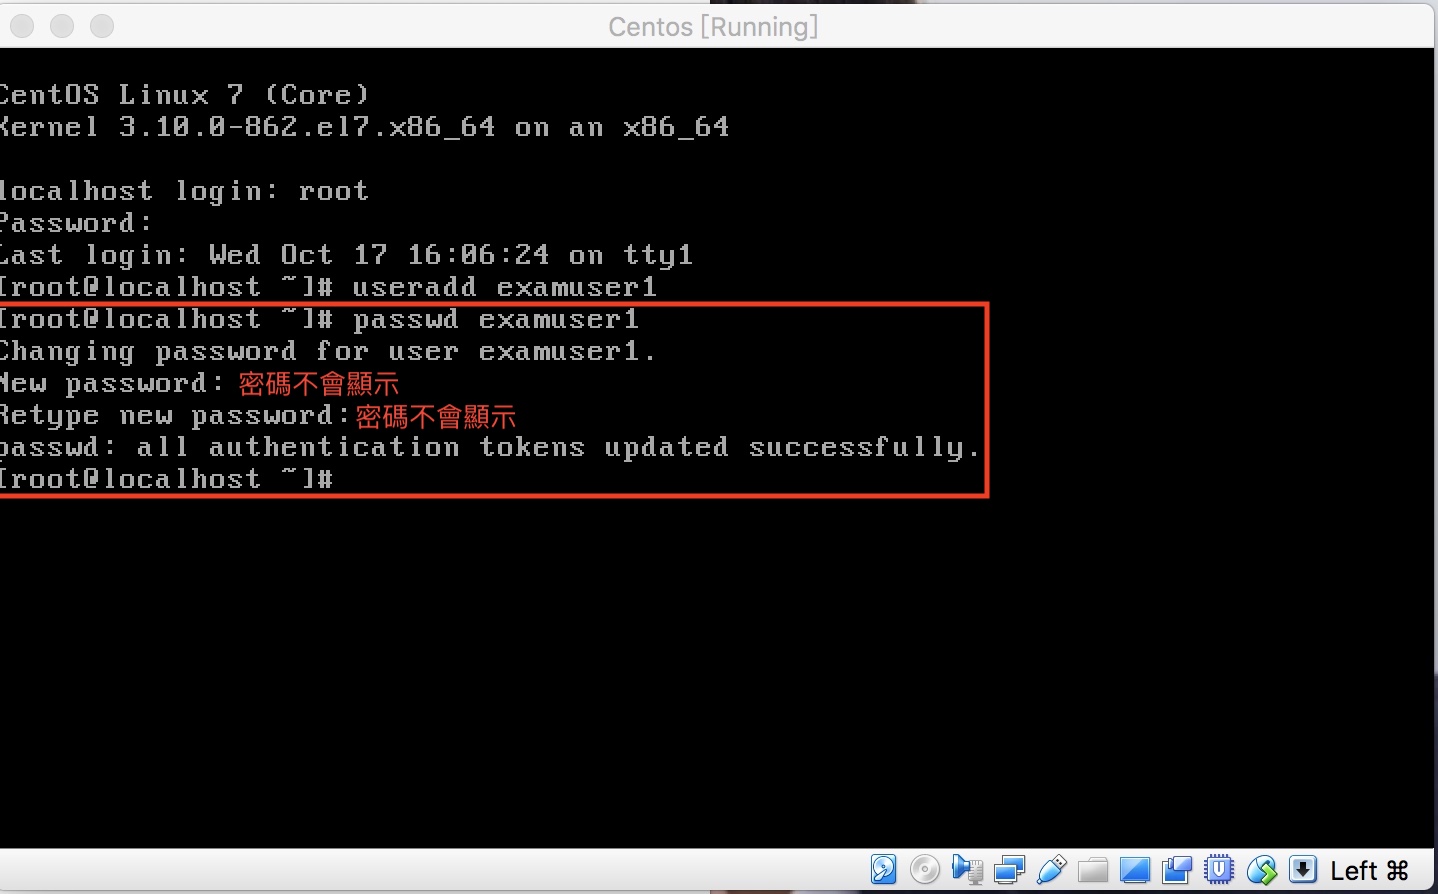 Centos [Running]
CentOS Linux 7 (Core)
Kernel 3.10.0-862.el7.x86_64 on an x86_64
localhost login: root
Password:
Last login: Wed Oct 17 16:06:24 on tty1
[root@localhost ~]# useradd examuser1
[root@localhost ~]# passwd examuser1
Changing password for user examuser1.
New password: 密碼不會顯示
Retype new password:密碼不會顯示
passwd: all authentication tokens updated successfully.
[root@localhost ~]#
Left ⌘